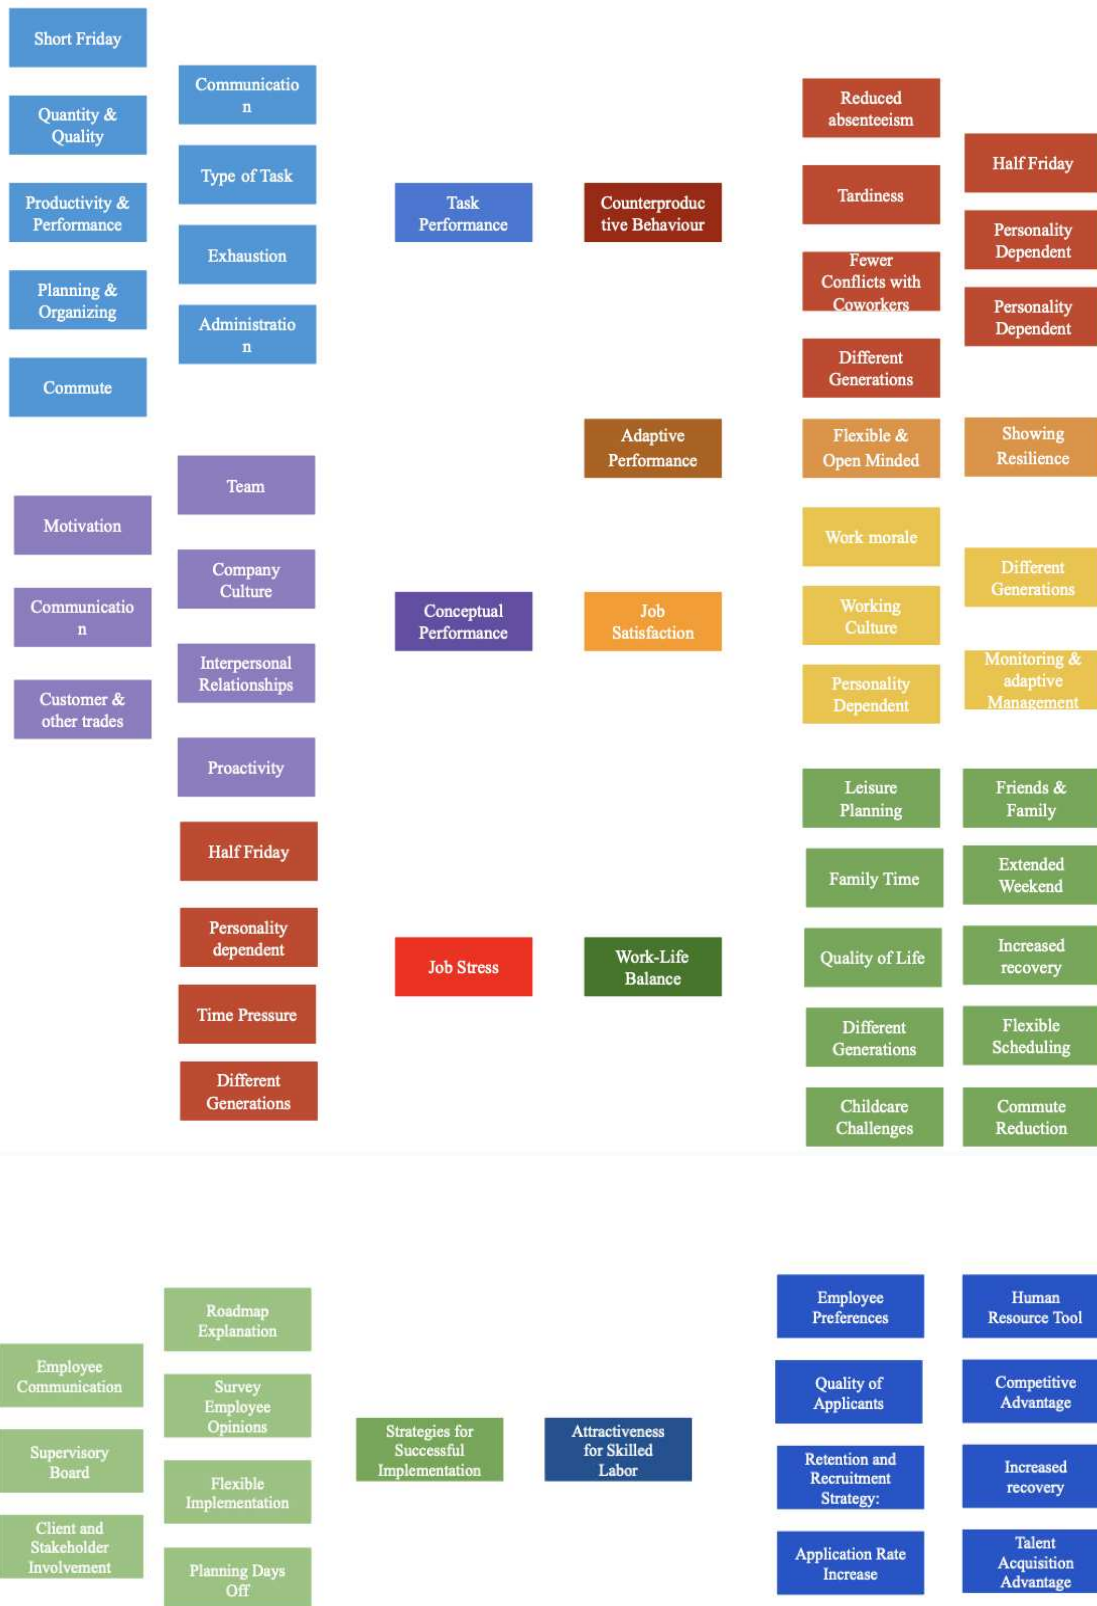 Short Friday
Quantity &
Quality
Productivity &
Performance
Planning &
Organizing
Commute
Communicatio
n
Type of Task
Exhaustion
Administratio
n
Task
Performance
Counterproduc
tive Behaviour
Reduced
absenteeism
Tardiness
Fewer
Conflicts with
Coworkers
Different
Generations
Half Friday
Personality
Dependent
Personality
Dependent
Adaptive
Performance
Flexible &
Open Minded
Showing
Resilience
Motivation
Communicatio
n
Customer &
other trades
Team
Company
Culture
Interpersonal
Relationships
Proactivity
Conceptual
Performance
Job
Satisfaction
Work morale
Working
Culture
Personality
Dependent
Different
Generations
Monitoring &
adaptive
Management
Half Friday
Personality
dependent
Time Pressure
Different
Generations
Job Stress
Work-Life
Balance
Leisure
Planning
Family Time
Quality of Life
Different
Generations
Childcare
Challenges
Friends &
Family
Extended
Weekend
Increased
recovery
Flexible
Scheduling
Commute
Reduction
Employee
Communication
Supervisory
Board
Client and
Stakeholder
Involvement
Roadmap
Explanation
Survey
Employee
Opinions
Flexible
Implementation
Planning Days
Off
Strategies for
Successful
Implementation
Attractiveness
for Skilled
Labor
Employee
Preferences
Quality of
Applicants
Retention and
Recruitment
Strategy:
Application Rate
Increase
Human
Resource Tool
Competitive
Advantage
Increased
recovery
Talent
Acquisition
Advantage